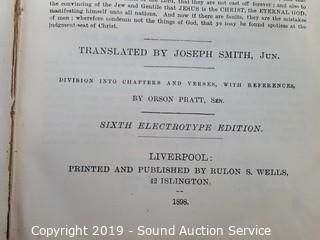 the convincing of the Jew and Gentile that JESUS is the CHRIST, the ETERNAL GOD,
manifesting himself unto all nations. And now if there are faults, they are the mistakes
of men; wherefore condemn not the things of God, that ye may be found spotless at the
judgment-seat of Christ.
TRANSLATED BY JOSEPH SMITH, JUN.
DIVISION INTO CHAPTERS AND VERSES, WITH REFERENCES,
BY ORSON PRATT, SEN.
SIXTH ELECTROTYPE EDITION.
LIVERPOOL:
PRINTED AND PUBLISHED BY RULON S. WELLS,
42 ISLINGTON.
1898.
Copyright 2019 - Sound Auction Service